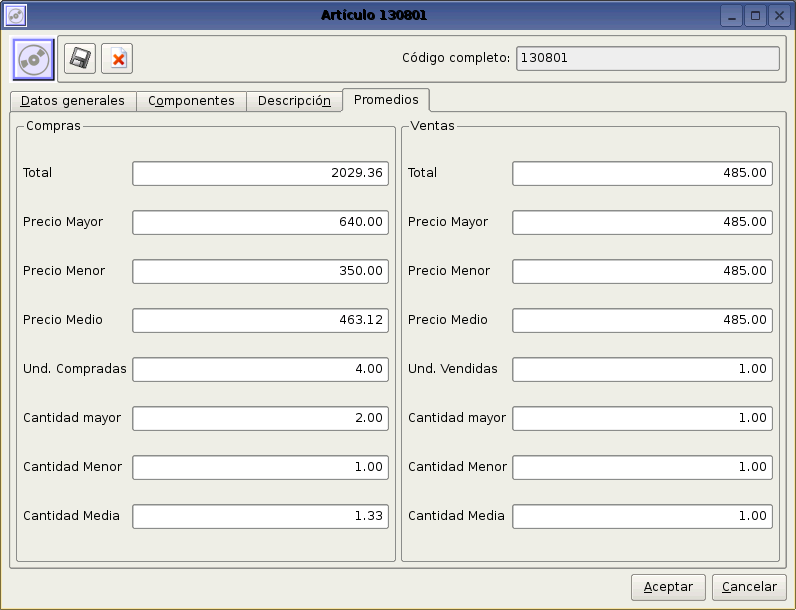 Artículo 130801
Código completo: 130801
Datos generales Componentes Descripción Promedios
Compras
Total 2029.36
Precio Mayor 640.00
Precio Menor 350.00
Precio Medio 463.12
Und. Compradas 4.00
Cantidad mayor 2.00
Cantidad Menor 1.00
Cantidad Media 1.33
Ventas
Total 485.00
Precio Mayor 485.00
Precio Menor 485.00
Precio Medio 485.00
Und. Vendidas 1.00
Cantidad mayor 1.00
Cantidad Menor 1.00
Cantidad Media 1.00
Aceptar Cancelar